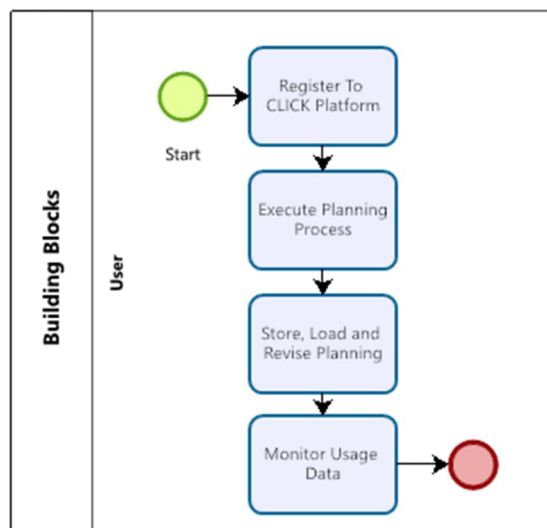 Building Blocks
User
Start
Register To
CLICK Platform
Execute Planning
Process
Store, Load and
Revise Planning
Monitor Usage
Data